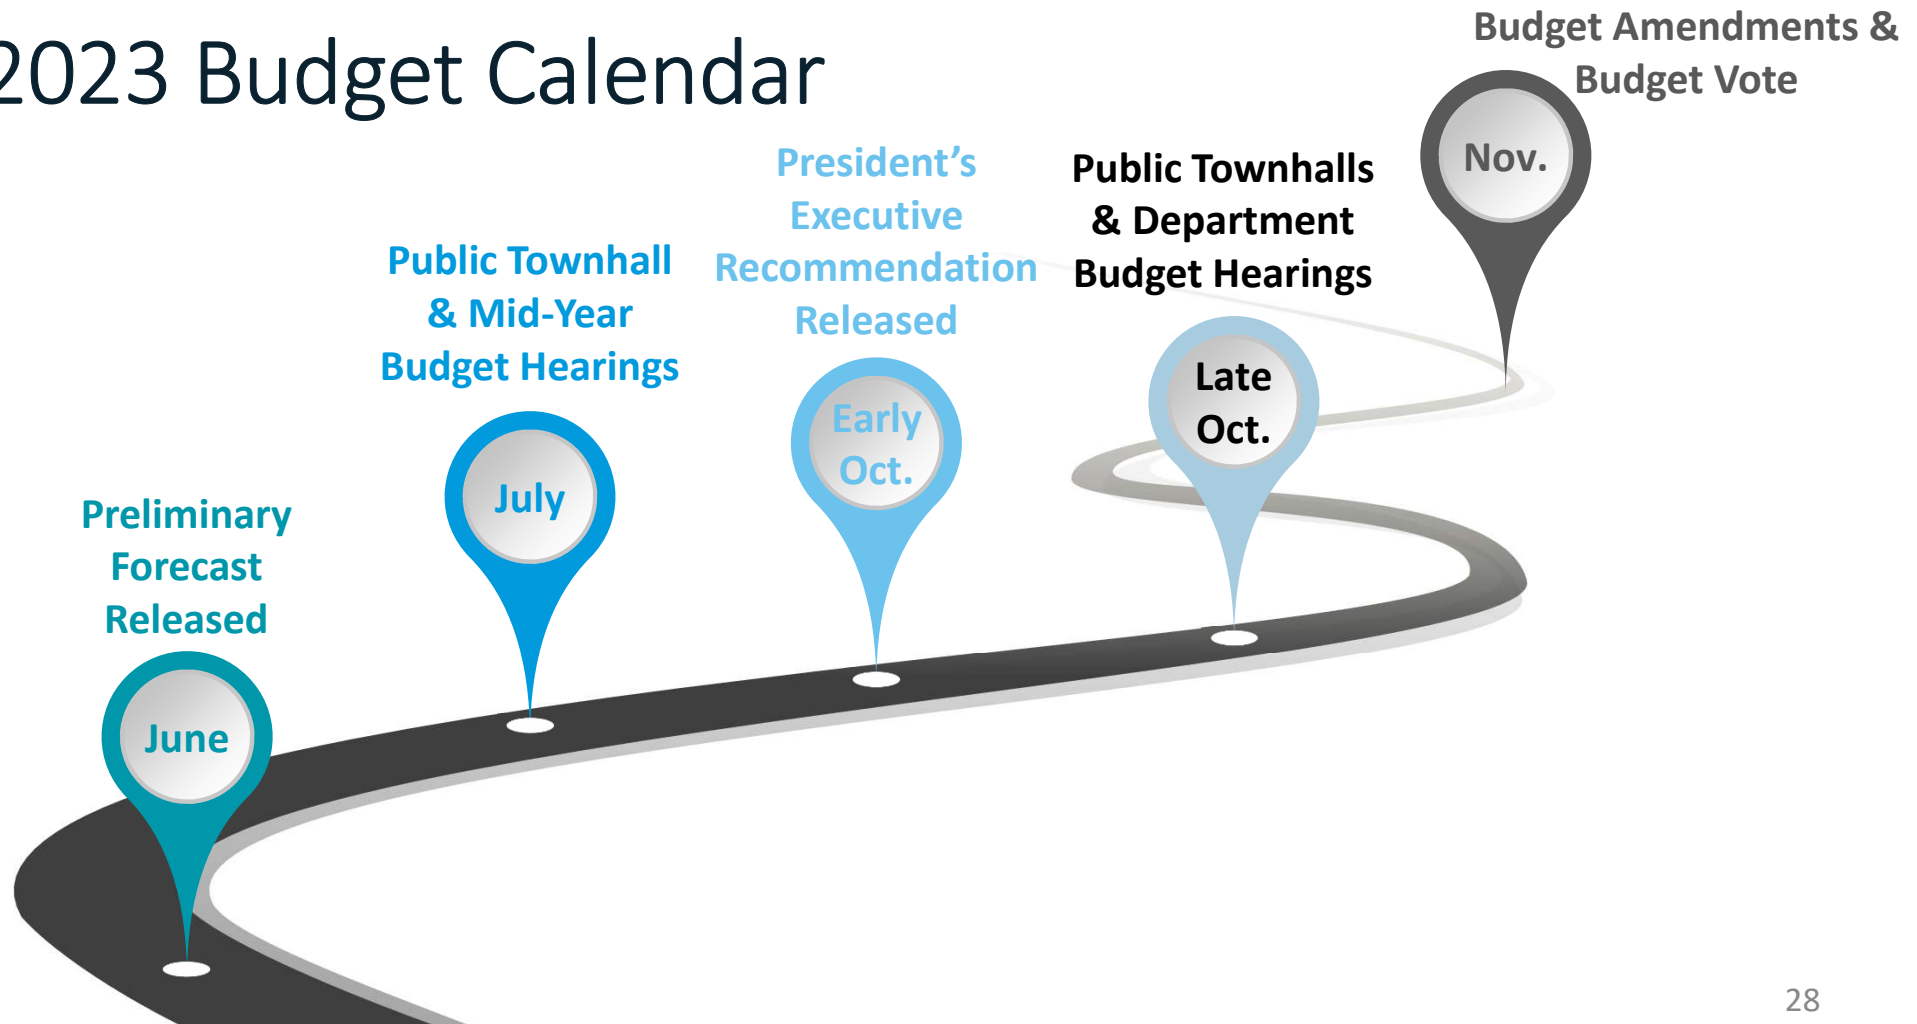 2023 Budget Calendar
Budget Amendments &
Budget Vote
Nov.
Public Townhalls
& Department
Budget Hearings
Late
Oct.
President’s
Executive
Recommendation
Released
Early
Oct.
Public Townhall
& Mid-Year
Budget Hearings
July
Preliminary
Forecast
Released
June
28